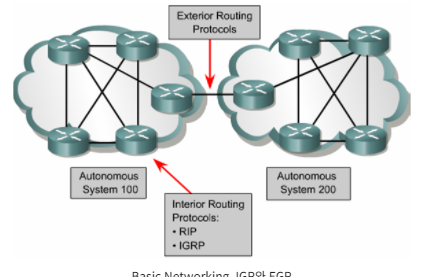 Exterior Routing
Protocols
Autonomous
System 100
Autonomous
System 200
Interior Routing
Protocols:
• RIP
• IGRP
Basic Networking, IGP와 EGP